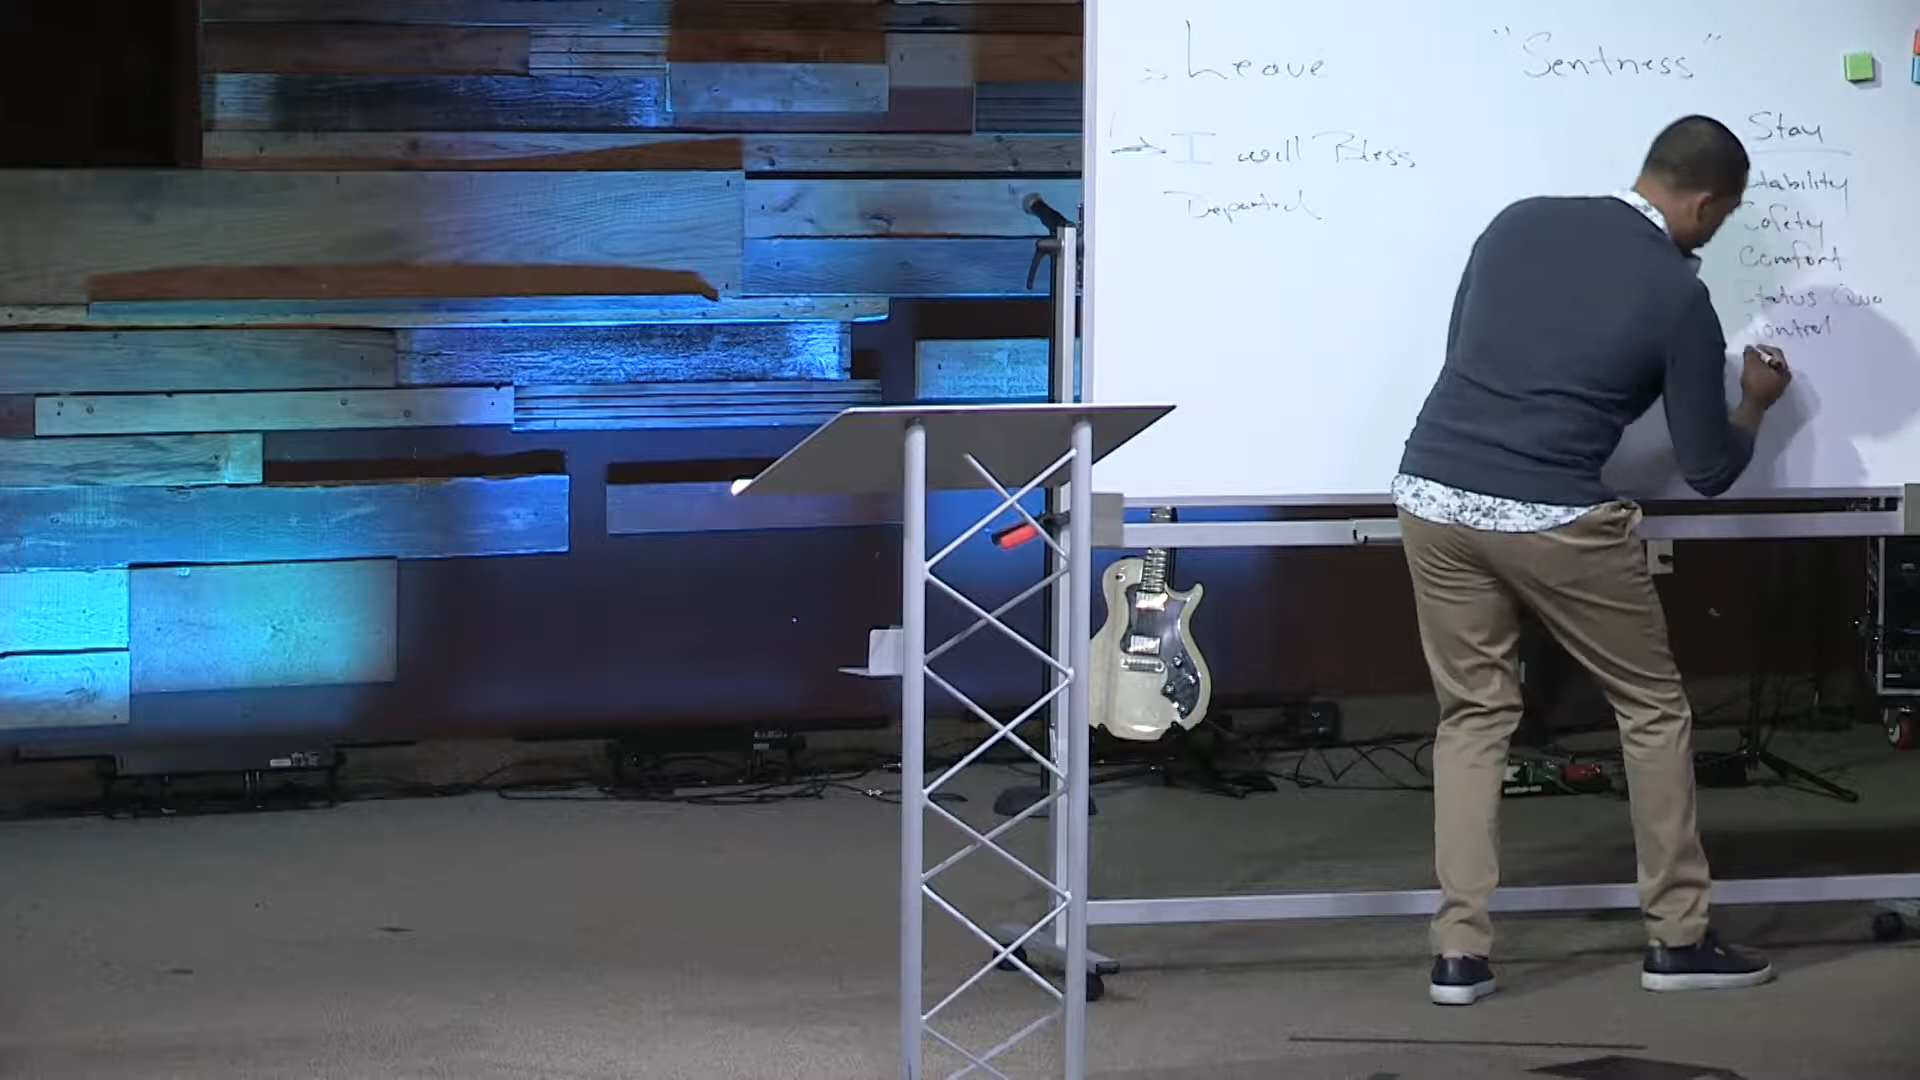 Leave
I will Bless
Departed
"Sentness"
Stay
Stability
Safety
Comfort
Status Quo
Control